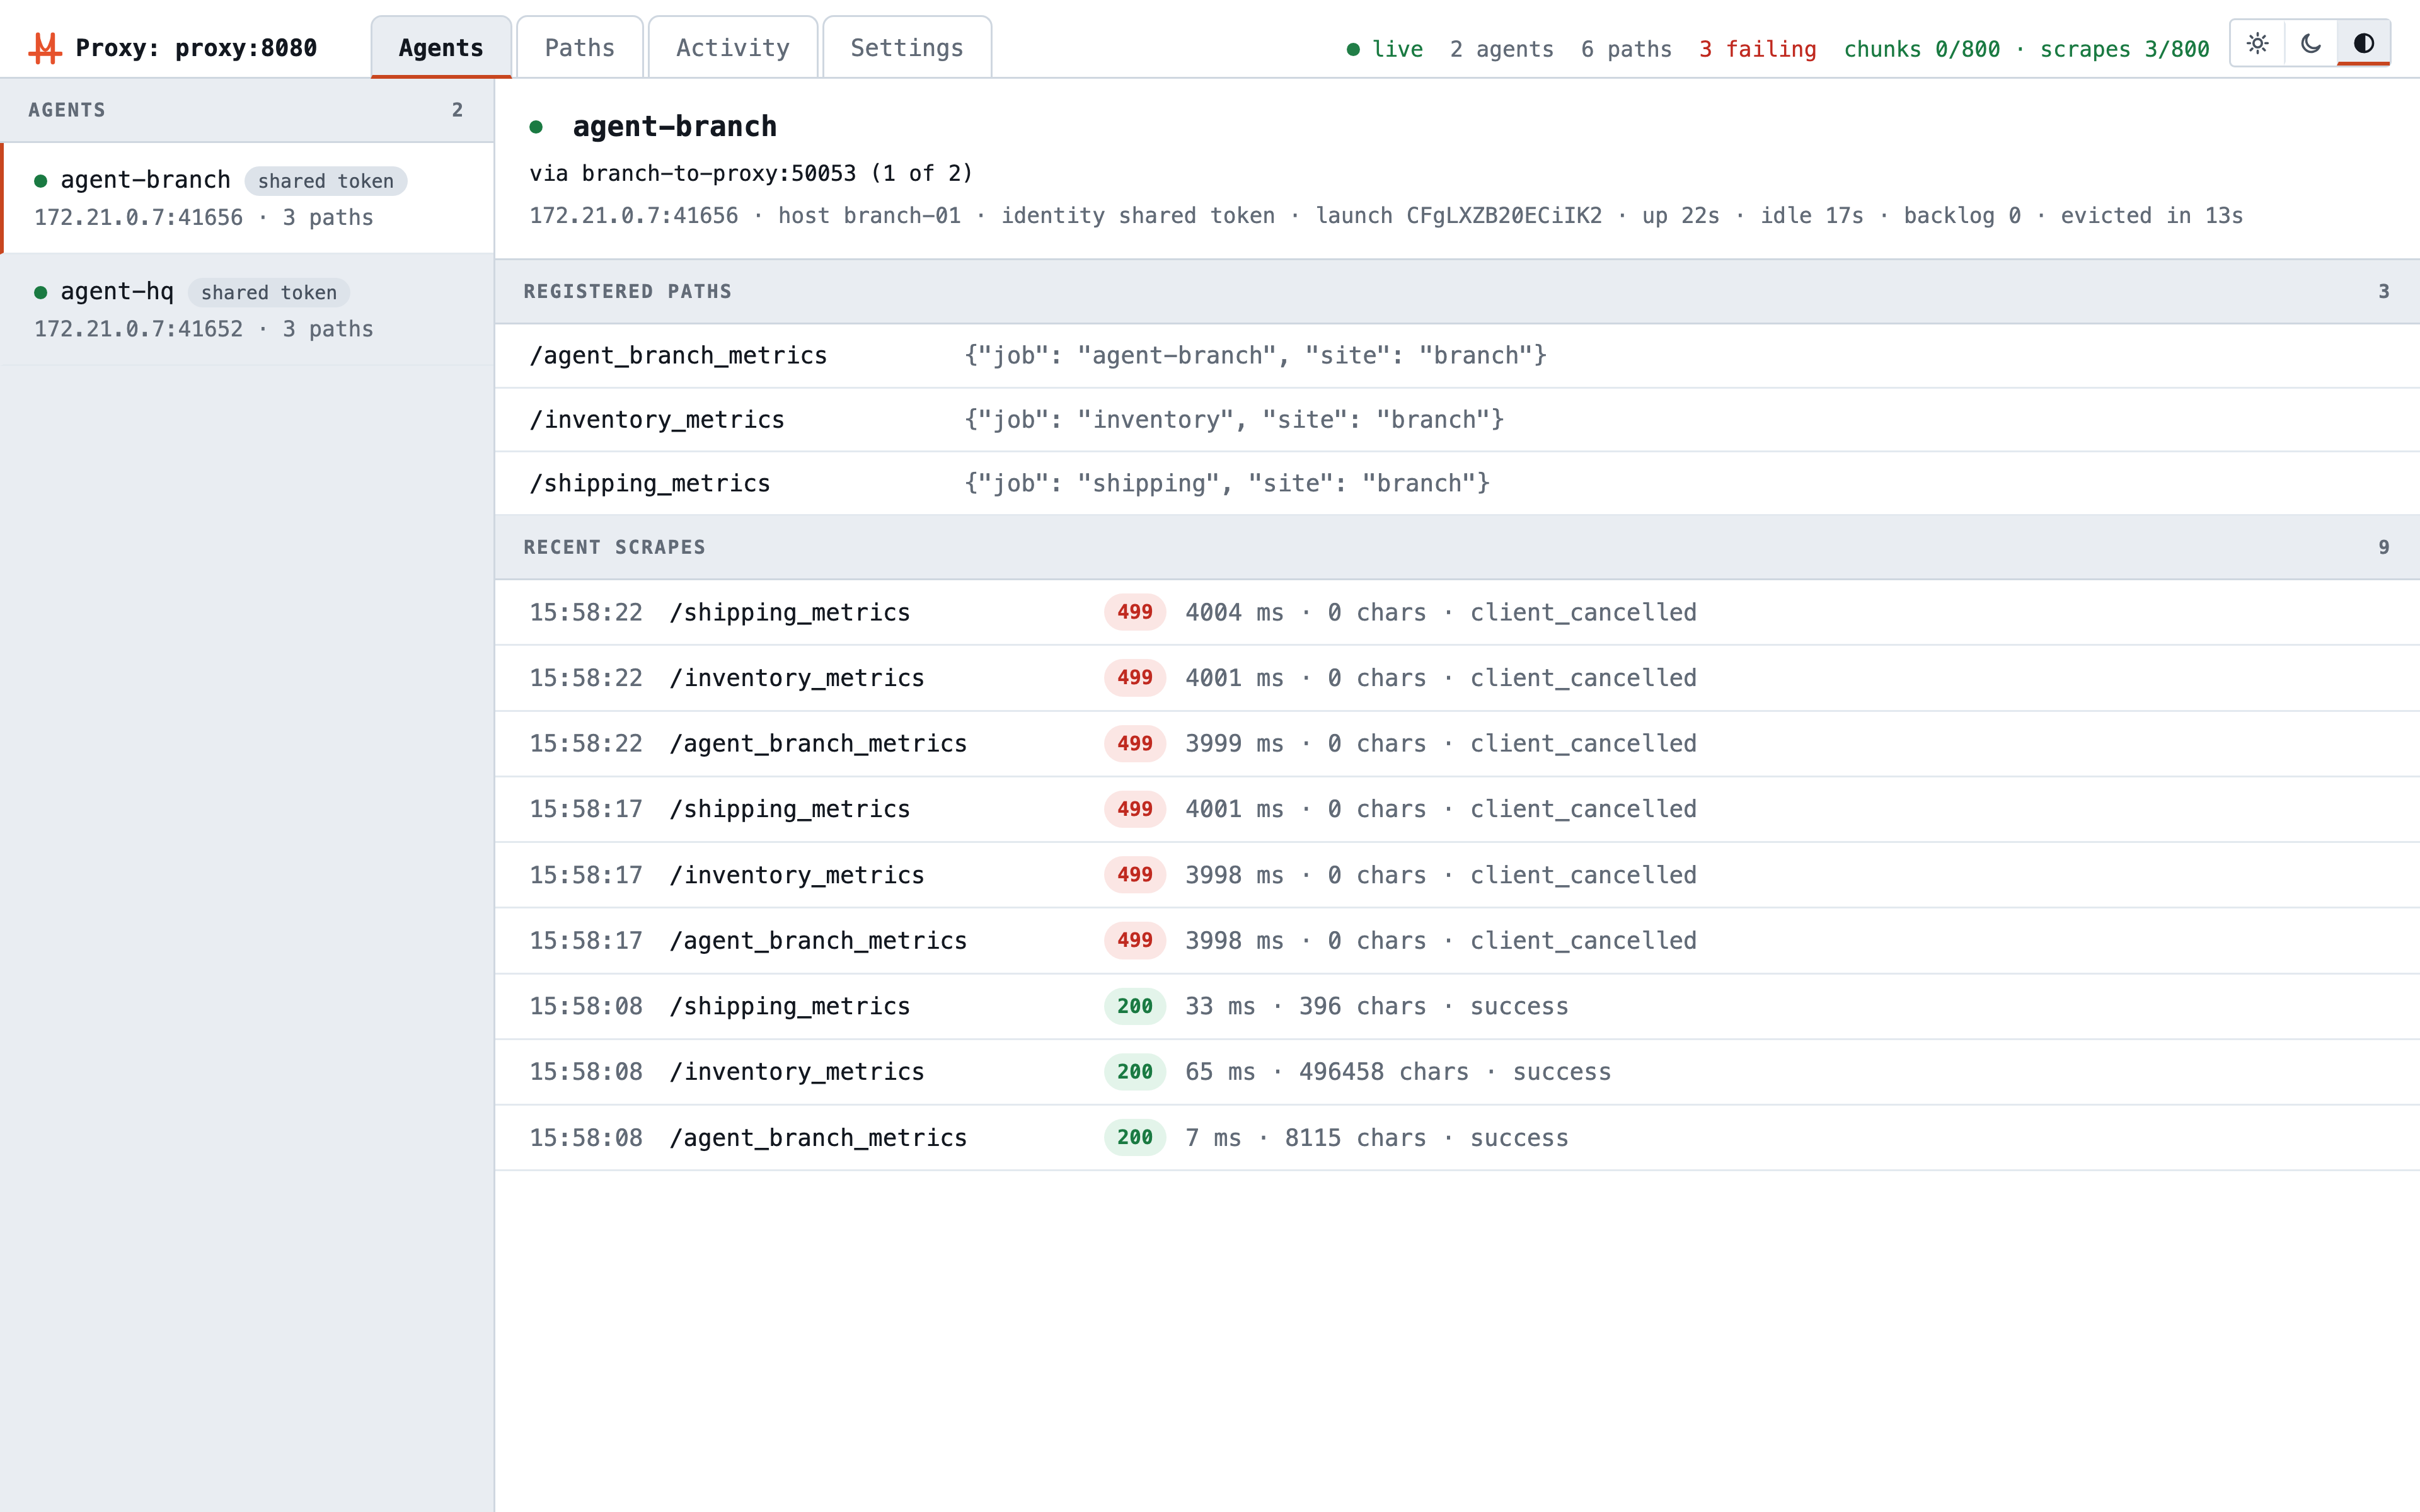 Proxy: proxy:8080 Agents Paths Activity Settings live 2 agents 6 paths 3 failing chunks 0/800 · scrapes 3/800
AGENTS 2
agent-branch shared token
172.21.0.7:41656 · 3 paths
agent-hq shared token
172.21.0.7:41652 · 3 paths
agent-branch
via branch-to-proxy:50053 (1 of 2)
172.21.0.7:41656 · host branch-01 · identity shared token · launch CFgLXZB20ECiIK2 · up 22s · idle 17s · backlog 0 · evicted in 13s
REGISTERED PATHS 3
/agent_branch_metrics {"job": "agent-branch", "site": "branch"}
/inventory_metrics {"job": "inventory", "site": "branch"}
/shipping_metrics {"job": "shipping", "site": "branch"}
RECENT SCRAPES 9
15:58:22 /shipping_metrics 499 4004 ms · 0 chars · client_cancelled
15:58:22 /inventory_metrics 499 4001 ms · 0 chars · client_cancelled
15:58:22 /agent_branch_metrics 499 3999 ms · 0 chars · client_cancelled
15:58:17 /shipping_metrics 499 4001 ms · 0 chars · client_cancelled
15:58:17 /inventory_metrics 499 3998 ms · 0 chars · client_cancelled
15:58:17 /agent_branch_metrics 499 3998 ms · 0 chars · client_cancelled
15:58:08 /shipping_metrics 200 33 ms · 396 chars · success
15:58:08 /inventory_metrics 200 65 ms · 496458 chars · success
15:58:08 /agent_branch_metrics 200 7 ms · 8115 chars · success